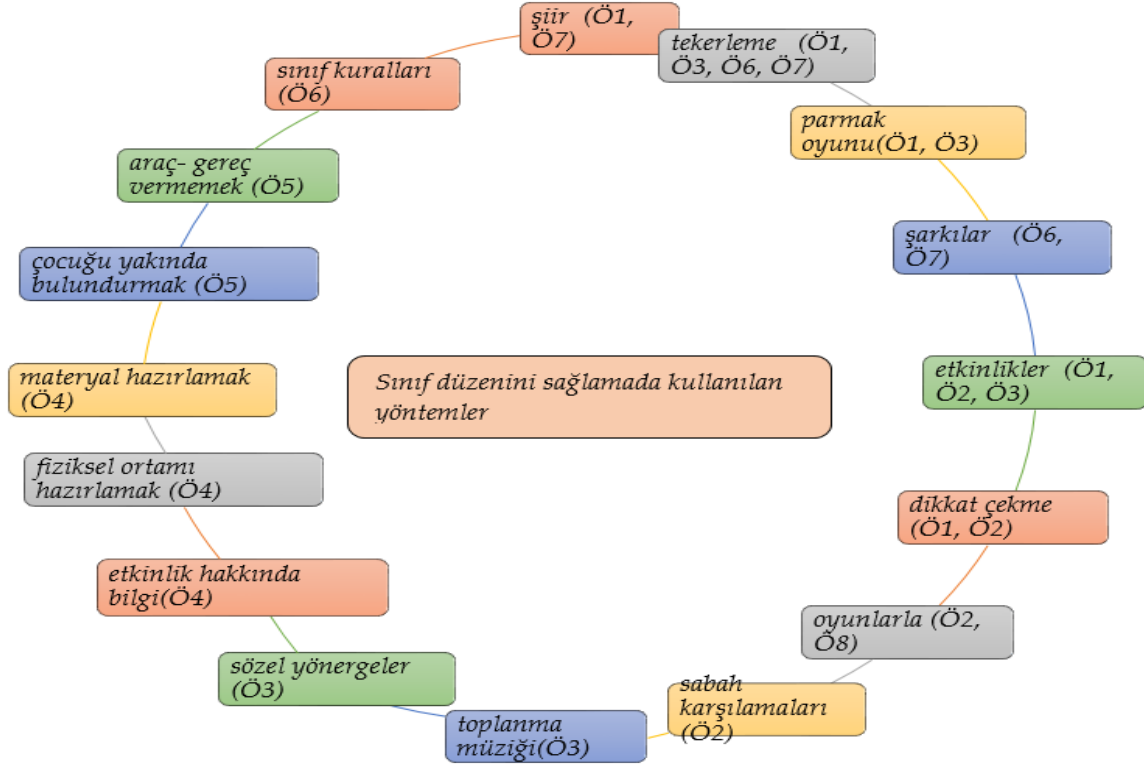 şiir (Ö1,
Ö7)
tekerleme (Ö1,
Ö3, Ö6, Ö7)
parmak
oyunu(Ö1, Ö3)
şarkılar (Ö6,
Ö7)
etkinlikler (Ö1,
Ö2, Ö3)
dikkat çekme
(Ö1, Ö2)
oyunlarla (Ö2,
Ö8)
sabah
karşılamaları
(Ö2)
toplanma
müziği(Ö3)
sözel yönergeler
(Ö3)
etkinlik hakkında
bilgi(Ö4)
fiziksel ortamı
hazırlamak (Ö4)
materyal hazırlamak
(Ö4)
çocuğu yakında
bulundurmak (Ö5)
araç- gereç
vermemek (Ö5)
sınıf kuralları
(Ö6)
Sınıf düzenini sağlamada kullanılan
yöntemler